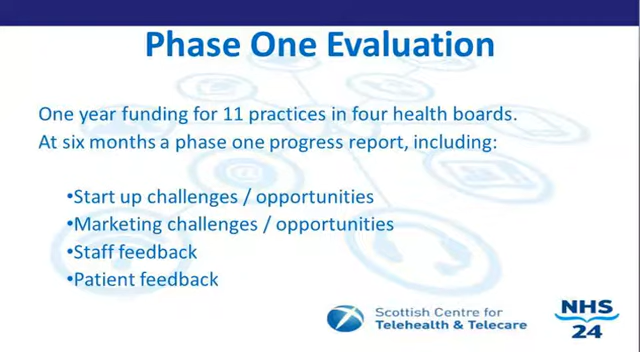 Phase One Evaluation
One year funding for 11 practices in four health boards.
At six months a phase one progress report, including:
•Start up challenges / opportunities
•Marketing challenges / opportunities
•Staff feedback
•Patient feedback
Scottish Centre for
Telehealth & Telecare
NHS
24